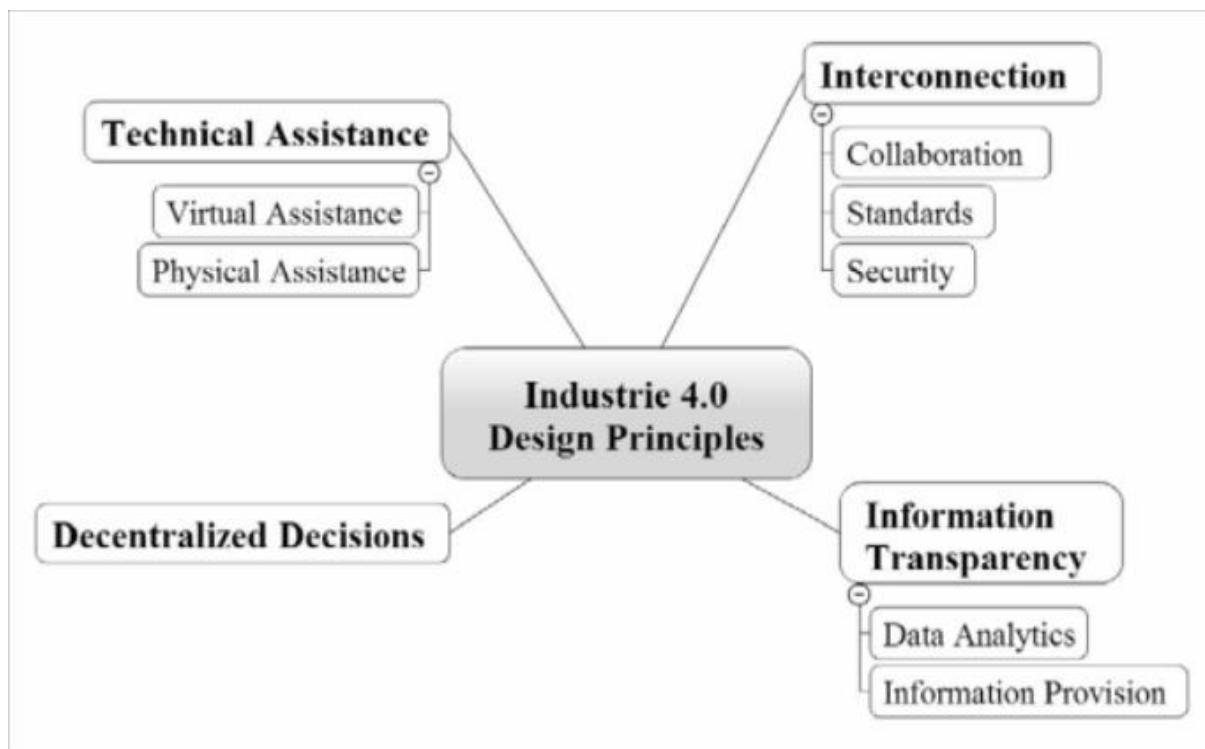 Interconnection
Technical Assistance
Collaboration
Virtual Assistance
Standards
Physical Assistance
Security
Industrie 4.0
Design Principles
Decentralized Decisions
Information
Transparency
Data Analytics
Information Provision